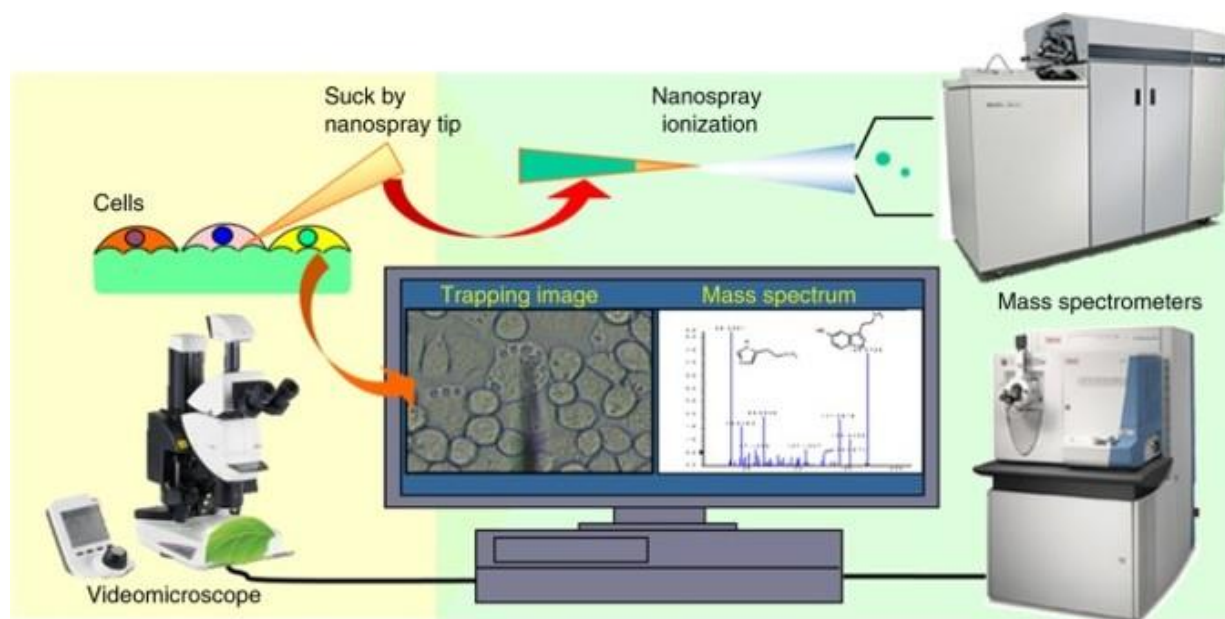 Suck by
nanospray tip
Nanospray
ionization
Cells
Trapping image
Mass spectrum
Mass spectrometers
Videomicroscope